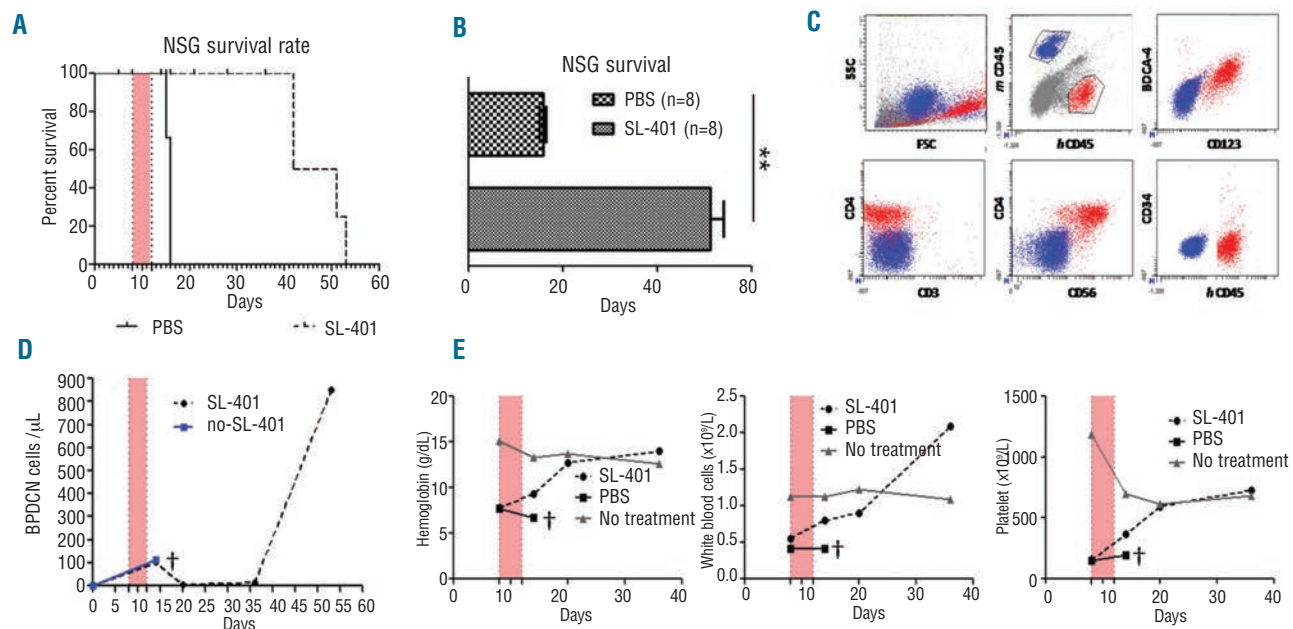 A
NSG survival rate
Percent survival
100
80
60
40
20
0
0 10 20 30 40 50 60
Days
PBS
SL-401
B
NSG survival
PBS (n=8)
SL-401 (n=8)
**
0 20 40 60 80
Days
C
SSC
FSC
m CD45
h CD45
BDCA-4
CD123
CD4
CD3
CD4
CD56
CD34
h CD45
D
BPDCN cells /µL
900
800
700
600
500
400
300
200
100
0
SL-401
no-SL-401
†
0 5 8 10 12 15 20 25 30 35 40 45 50 55 60
Days
E
Hemoglobin (g/dL)
20
15
10
5
0
SL-401
PBS
No treatment
†
0 10 20 30 40
Days
White blood cells (x10⁹/L)
2.5
2.0
1.5
1.0
0.5
0.0
SL-401
PBS
No treatment
†
0 10 20 30 40
Days
Platelet (x10⁹/L)
1500
1000
500
0
SL-401
PBS
No treatment
†
0 10 20 30 40
Days